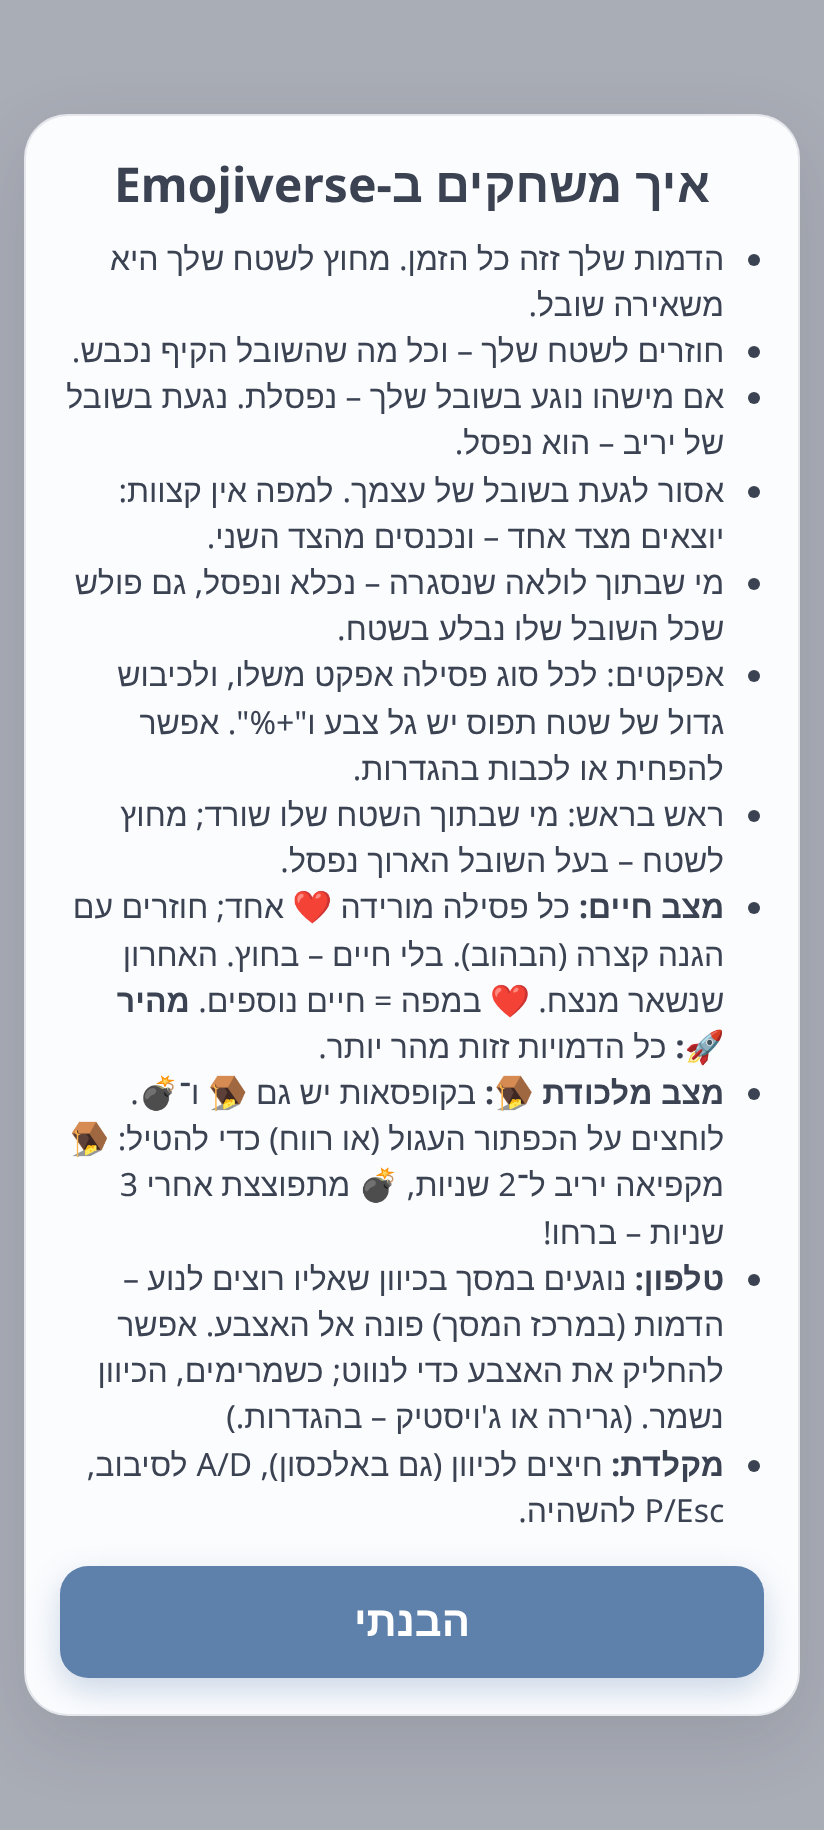 איך משחקים ב-Emojiverse
• הדמות שלך זזה כל הזמן. מחוץ לשטח שלך היא
משאירה שובל.
• חוזרים לשטח שלך – וכל מה שהשובל הקיף נכבש.
• אם מישהו נוגע בשובל שלך – נפסלת. נגעת בשובל
של יריב – הוא נפסל.
• אסור לגעת בשובל של עצמך. למפה אין קצוות:
יוצאים מצד אחד – ונכנסים מהצד השני.
• מי שבתוך לולאה שנסגרה – נכלא ונפסל, גם פולש
שכל השובל שלו נבלע בשטח.
• אפקטים: לכל סוג פסילה אפקט משלו, ולכיבוש
גדול של שטח תפוס יש גל צבע ו"+%". אפשר
להפחית או לכבות בהגדרות.
• ראש בראש: מי שבתוך השטח שלו שורד; מחוץ
לשטח – בעל השובל הארוך נפסל.
• מצב חיים: כל פסילה מורידה ❤️ אחד; חוזרים עם
הגנה קצרה (הבהוב). בלי חיים – בחוץ. האחרון
שנשאר מנצח. ❤️ במפה = חיים נוספים. מהיר
🚀: כל הדמויות זזות מהר יותר.
• מצב מלכודת 🪤: בקופסאות יש גם 🪤 ו־💣.
לוחצים על הכפתור העגול (או רווח) כדי להטיל: 🪤
מקפיאה יריב ל־2 שניות, 💣 מתפוצצת אחרי 3
שניות – ברחו!
• טלפון: נוגעים במסך בכיוון שאליו רוצים לנוע –
הדמות (במרכז המסך) פונה אל האצבע. אפשר
להחליק את האצבע כדי לנווט; כשמרימים, הכיוון
נשמר. (גרירה או ג'ויסטיק – בהגדרות.)
• מקלדת: חיצים לכיוון (גם באלכסון), A/D לסיבוב,
P/Esc להשהיה.
הבנתי